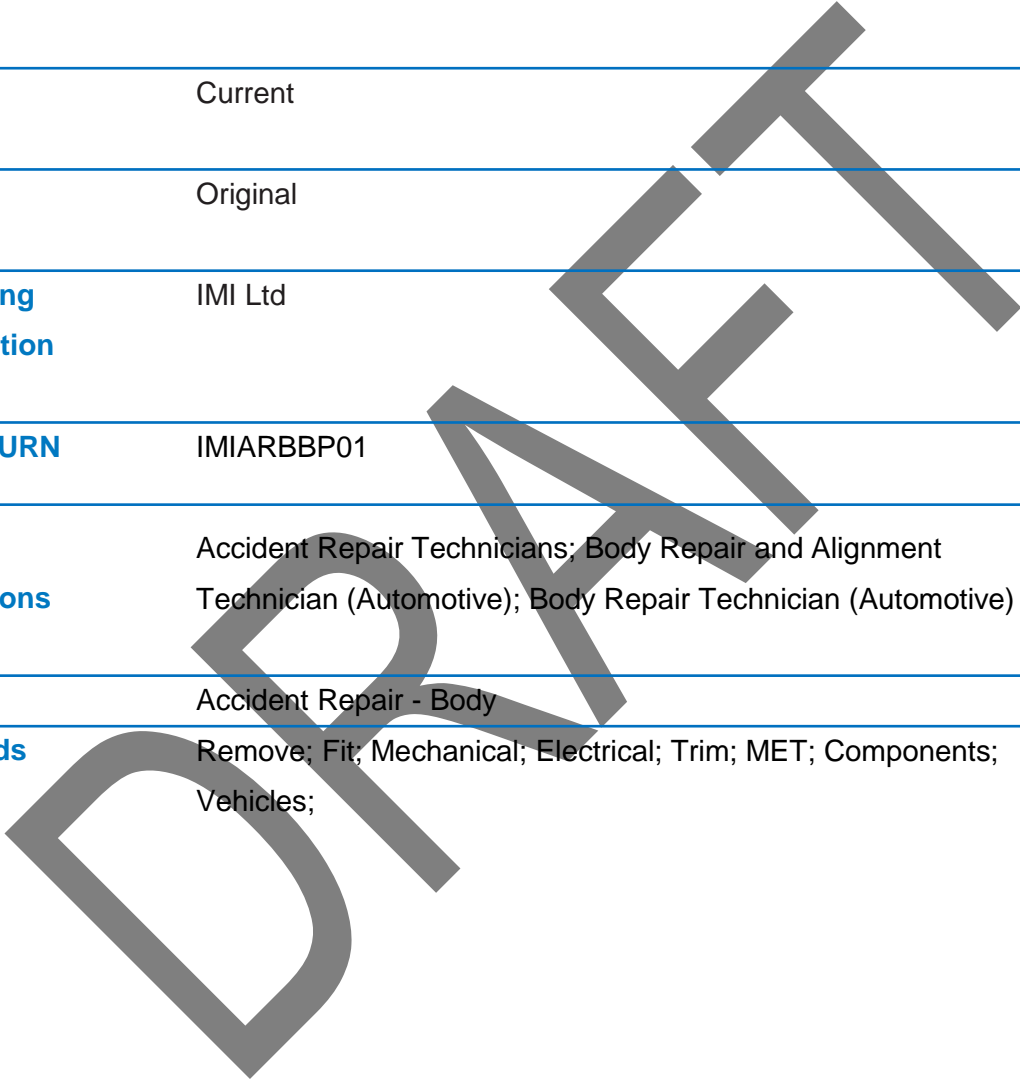 Current
Original
ng IMI Ltd
tion
URN IMIARBBP01
Accident Repair Technicians; Body Repair and Alignment
ons Technician (Automotive); Body Repair Technician (Automotive)
Accident Repair - Body
ds Remove; Fit; Mechanical; Electrical; Trim; MET; Components;
Vehicles;
DRAFT